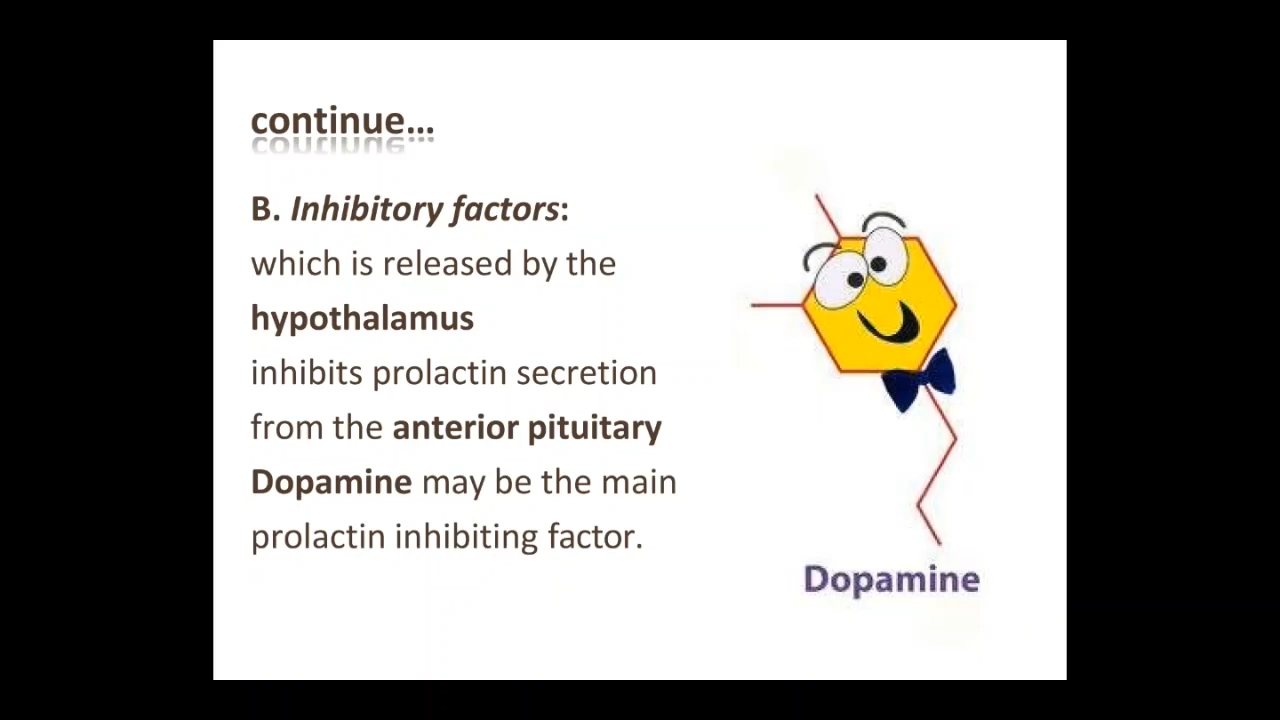 continue...
B. Inhibitory factors:
which is released by the
hypothalamus
inhibits prolactin secretion
from the anterior pituitary
Dopamine may be the main
prolactin inhibiting factor.
Dopamine